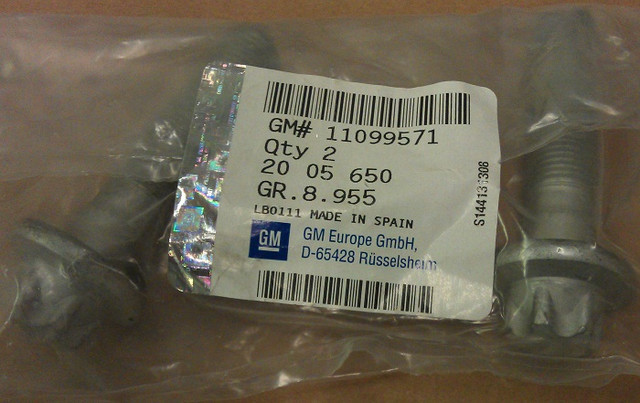 GM# 11099571
Qty 2
20 05 650
GR.8.955
LB0111 MADE IN SPAIN
GM
GM Europe GmbH,
D-65428 Rüsselsheim
S144131308